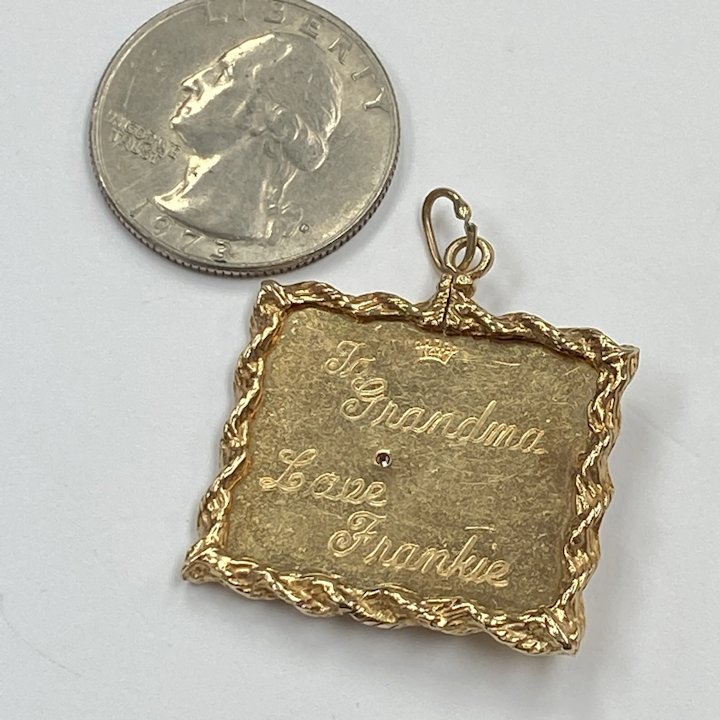 LIBERTY
IN GOD WE
TRUST
1973
To
Grandma
Love
Frankie